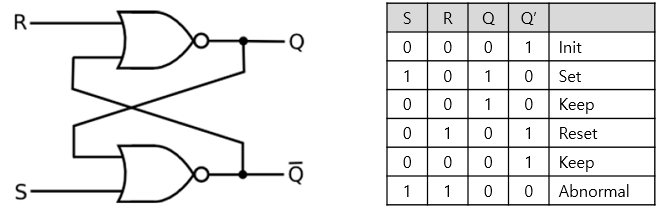 R
Q
S
Q̅
S R Q Q’
0 0 0 1 Init
1 0 1 0 Set
0 0 1 0 Keep
0 1 0 1 Reset
0 0 0 1 Keep
1 1 0 0 Abnormal